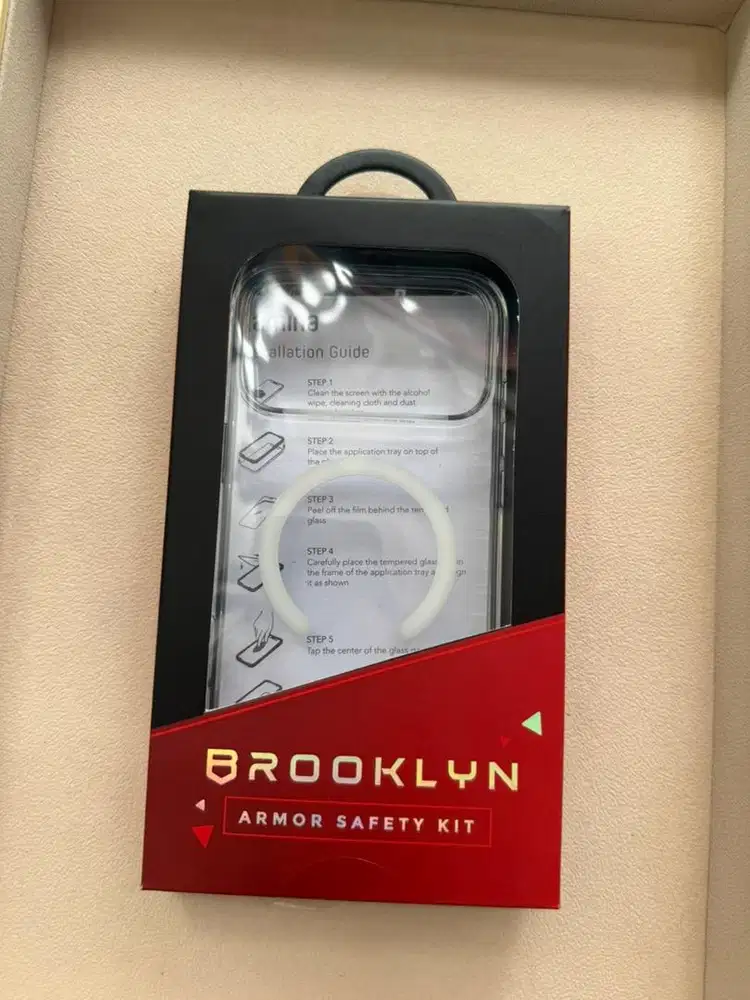 Installation Guide
STEP 1
Clean the screen with the alcohol
wipe, cleaning cloth and dust
STEP 2
Place the application tray on top of
the
STEP 3
Peel off the film behind the
glass
STEP 4
Carefully place the tempered
the frame of the application tray
it as shown
STEP 5
Tap the center of the glass
BROOKLYN
ARMOR SAFETY KIT